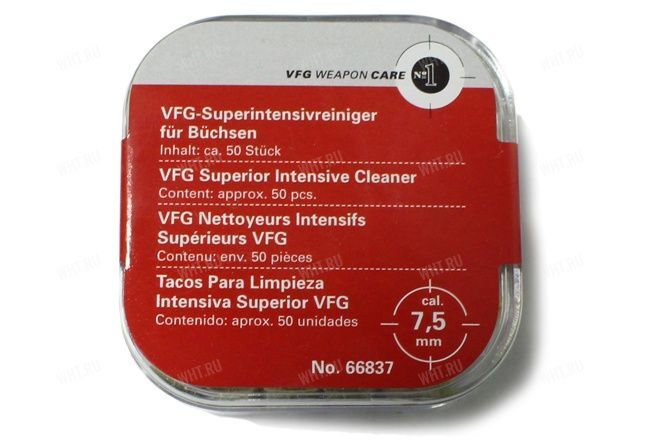 VFG WEAPON CARE Nº1
VFG-Superintensivreiniger
für Büchsen
Inhalt: ca. 50 Stück
VFG Superior Intensive Cleaner
Content: approx. 50 pcs.
VFG Nettoyeurs Intensifs
Supérieurs VFG
Contenu: env. 50 pièces
Tacos Para Limpieza
Intensiva Superior VFG
Contenido: aprox. 50 unidades
cal.
7,5
mm
No. 66837
WHT.RU